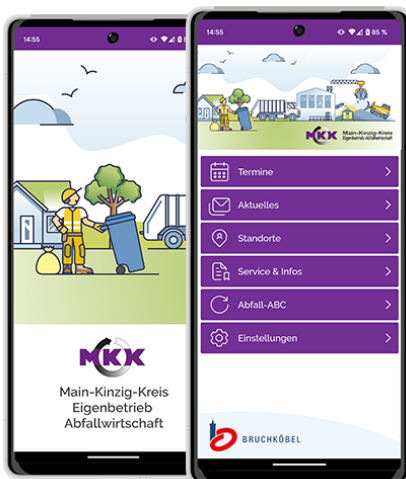 14:55
MKK
Main-Kinzig-Kreis
Eigenbetrieb
Abfallwirtschaft
14:55
85 %
MKK
Main-Kinzig-Kreis
Eigenbetrieb Abfallwirtschaft
Termine
Aktuelles
Standorte
Service & Infos
Abfall-ABC
Einstellungen
BRUCHKÖBEL